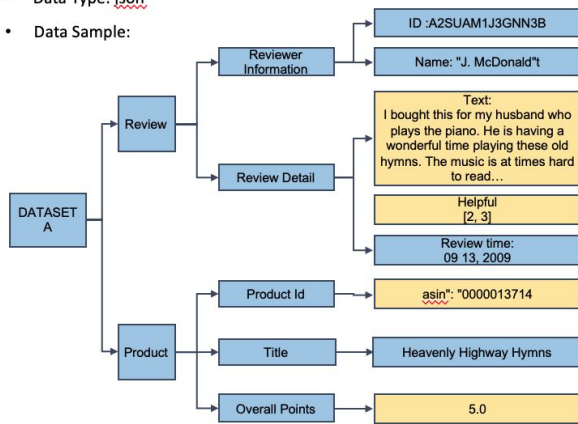 • Data Type: json
• Data Sample:
ID :A2SUAM1J3GNN3B
Reviewer
Information
Name: "J. McDonald"t
Review
Text:
I bought this for my husband who
plays the piano. He is having a
wonderful time playing these old
hymns. The music is at times hard
to read...
Review Detail
Helpful
[2, 3]
DATASET
A
Review time:
09 13, 2009
Product Id
asin": "0000013714
Product
Title
Heavenly Highway Hymns
Overall Points
5.0